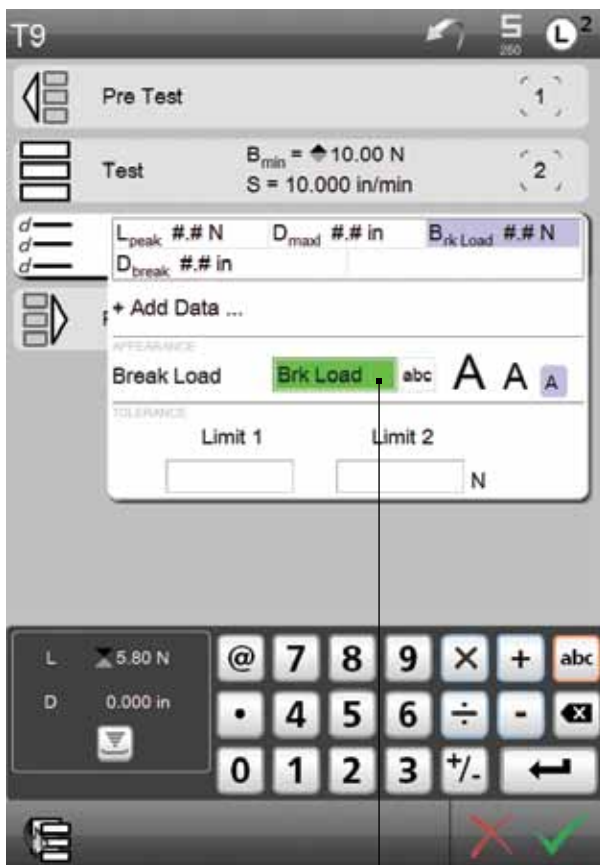 T9
S
250
L 2
Pre Test
1
Test
Bmin = 10.00 N
S = 10.000 in/min
2
d
d
d
Lpeak #.# N Dmaxl #.# in Brk Load #.# N
Dbreak #.# in
+ Add Data ...
APPEARANCE
Break Load Brk Load abc A A A
TOLERANCE
Limit 1 Limit 2
N
L 5.80 N
D 0.000 in
@ 7 8 9 × + abc
• 4 5 6 ÷ -
0 1 2 3 +/-